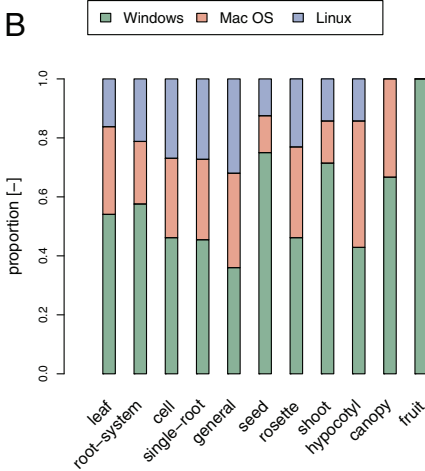 B
Windows Mac OS Linux
proportion [−]
1.0
0.8
0.6
0.4
0.2
0.0
leaf
root−system
cell
single−root
general
seed
rosette
shoot
hypocotyl
canopy
fruit